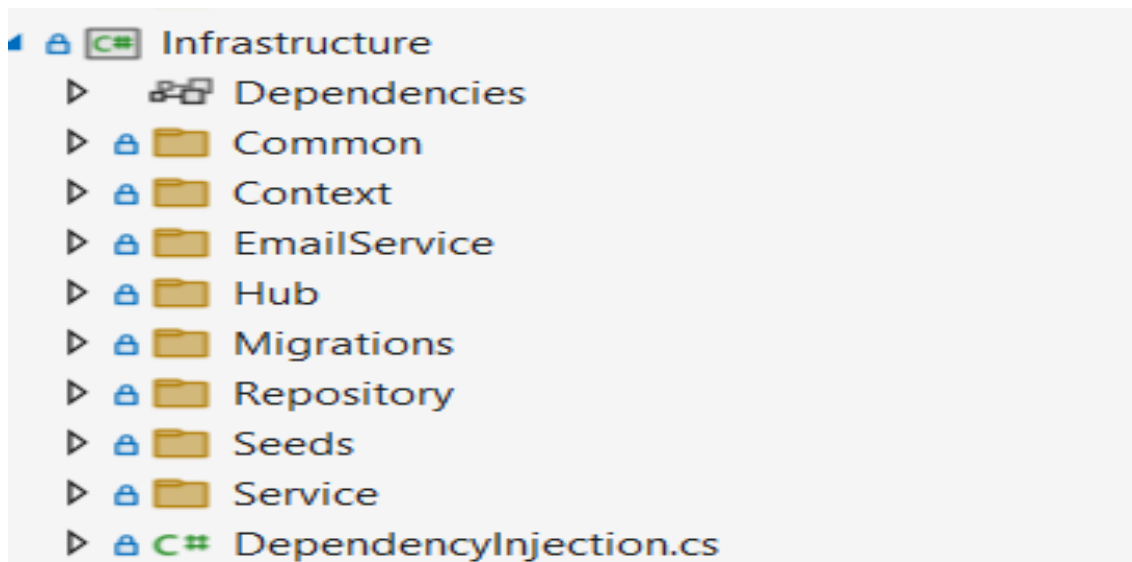 C# Infrastructure
Dependencies
Common
Context
EmailService
Hub
Migrations
Repository
Seeds
Service
C# DependencyInjection.cs